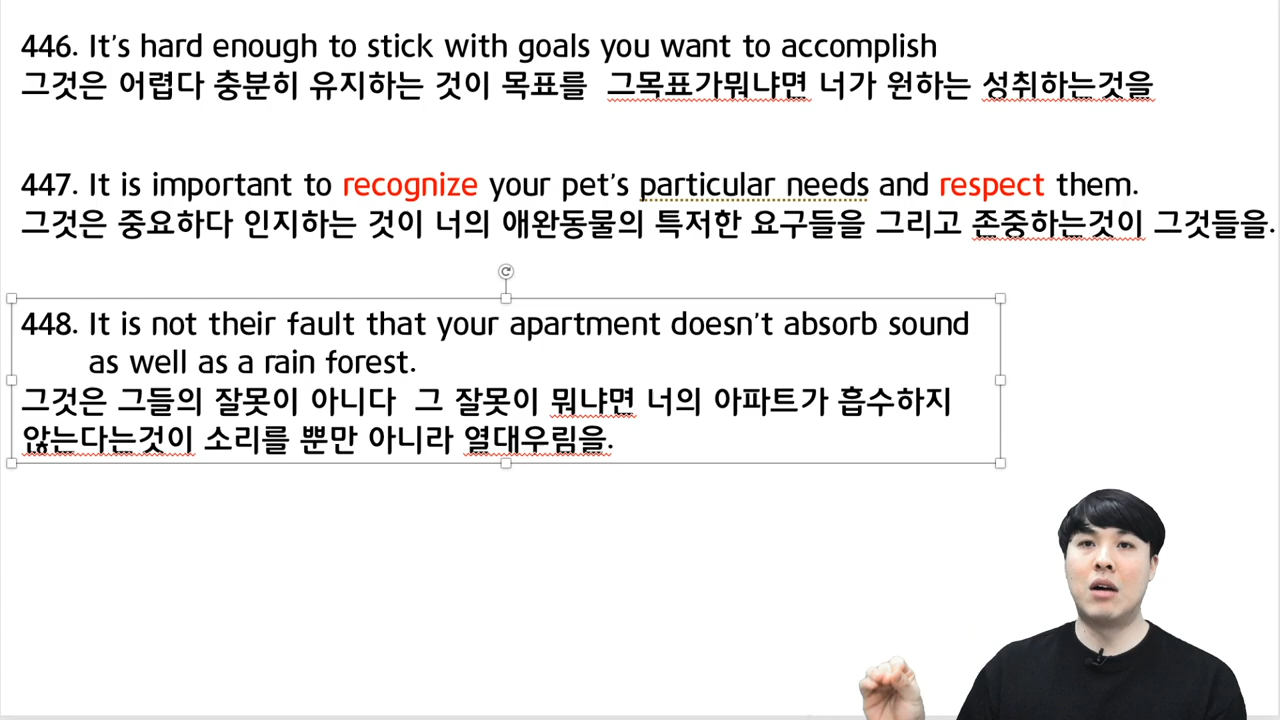 446. It's hard enough to stick with goals you want to accomplish
그것은 어렵다 충분히 유지하는 것이 목표를 그목표가뭐냐면 너가 원하는 성취하는것을
447. It is important to recognize your pet's particular needs and respect them.
그것은 중요하다 인지하는 것이 너의 애완동물의 특저한 요구들을 그리고 존중하는것이 그것들을.
448. It is not their fault that your apartment doesn't absorb sound
as well as a rain forest.
그것은 그들의 잘못이 아니다 그 잘못이 뭐냐면 너의 아파트가 흡수하지
않는다는것이 소리를 뿐만 아니라 열대우림을.